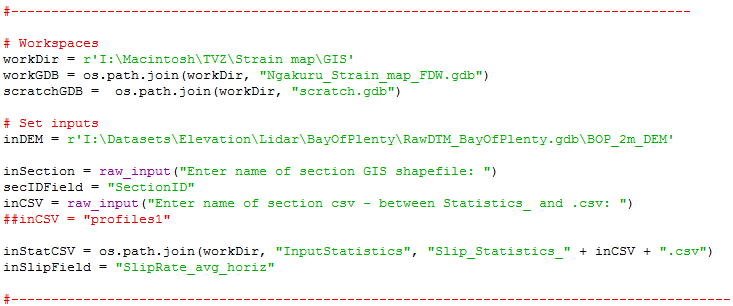 #-------------------------------------------------------------------------------------
# Workspaces
workDir = r'I:\Macintosh\TVZ\Strain map\GIS'
workGDB = os.path.join(workDir, "Ngakuru_Strain_map_FDW.gdb")
scratchGDB =  os.path.join(workDir, "scratch.gdb")
# Set inputs
inDEM = r'I:\Datasets\Elevation\Lidar\BayOfPlenty\RawDTM_BayOfPlenty.gdb\BOP_2m_DEM'
inSection = raw_input("Enter name of section GIS shapefile: ")
secIDField = "SectionID"
inCSV = raw_input("Enter name of section csv - between Statistics_ and .csv: ")
##inCSV = "profiles1"
inStatCSV = os.path.join(workDir, "InputStatistics", "Slip_Statistics_" + inCSV + ".csv")
inSlipField = "SlipRate_avg_horiz"
#------------------------------------------------------------------------------------------